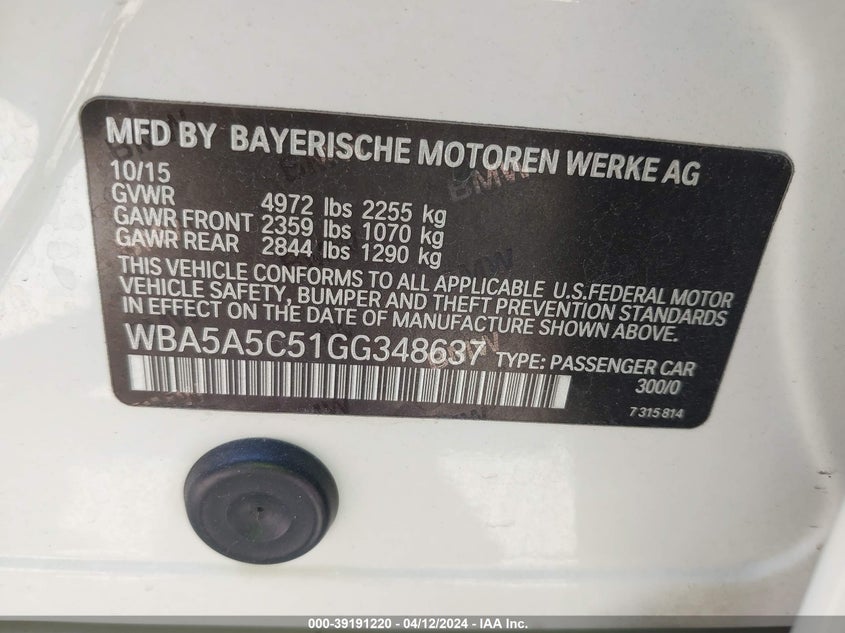 MFD BY BAYERISCHE MOTOREN WERKE AG
10/15
GVWR 4972 lbs 2255 kg
GAWR FRONT 2359 lbs 1070 kg
GAWR REAR 2844 lbs 1290 kg
THIS VEHICLE CONFORMS TO ALL APPLICABLE U.S.FEDERAL MOTOR
VEHICLE SAFETY, BUMPER AND THEFT PREVENTION STANDARDS
IN EFFECT ON THE DATE OF MANUFACTURE SHOWN ABOVE.
WBA5A5C51GG348637 TYPE: PASSENGER CAR
300/0
7 315 814
000-39191220 - 04/12/2024 - IAA Inc.